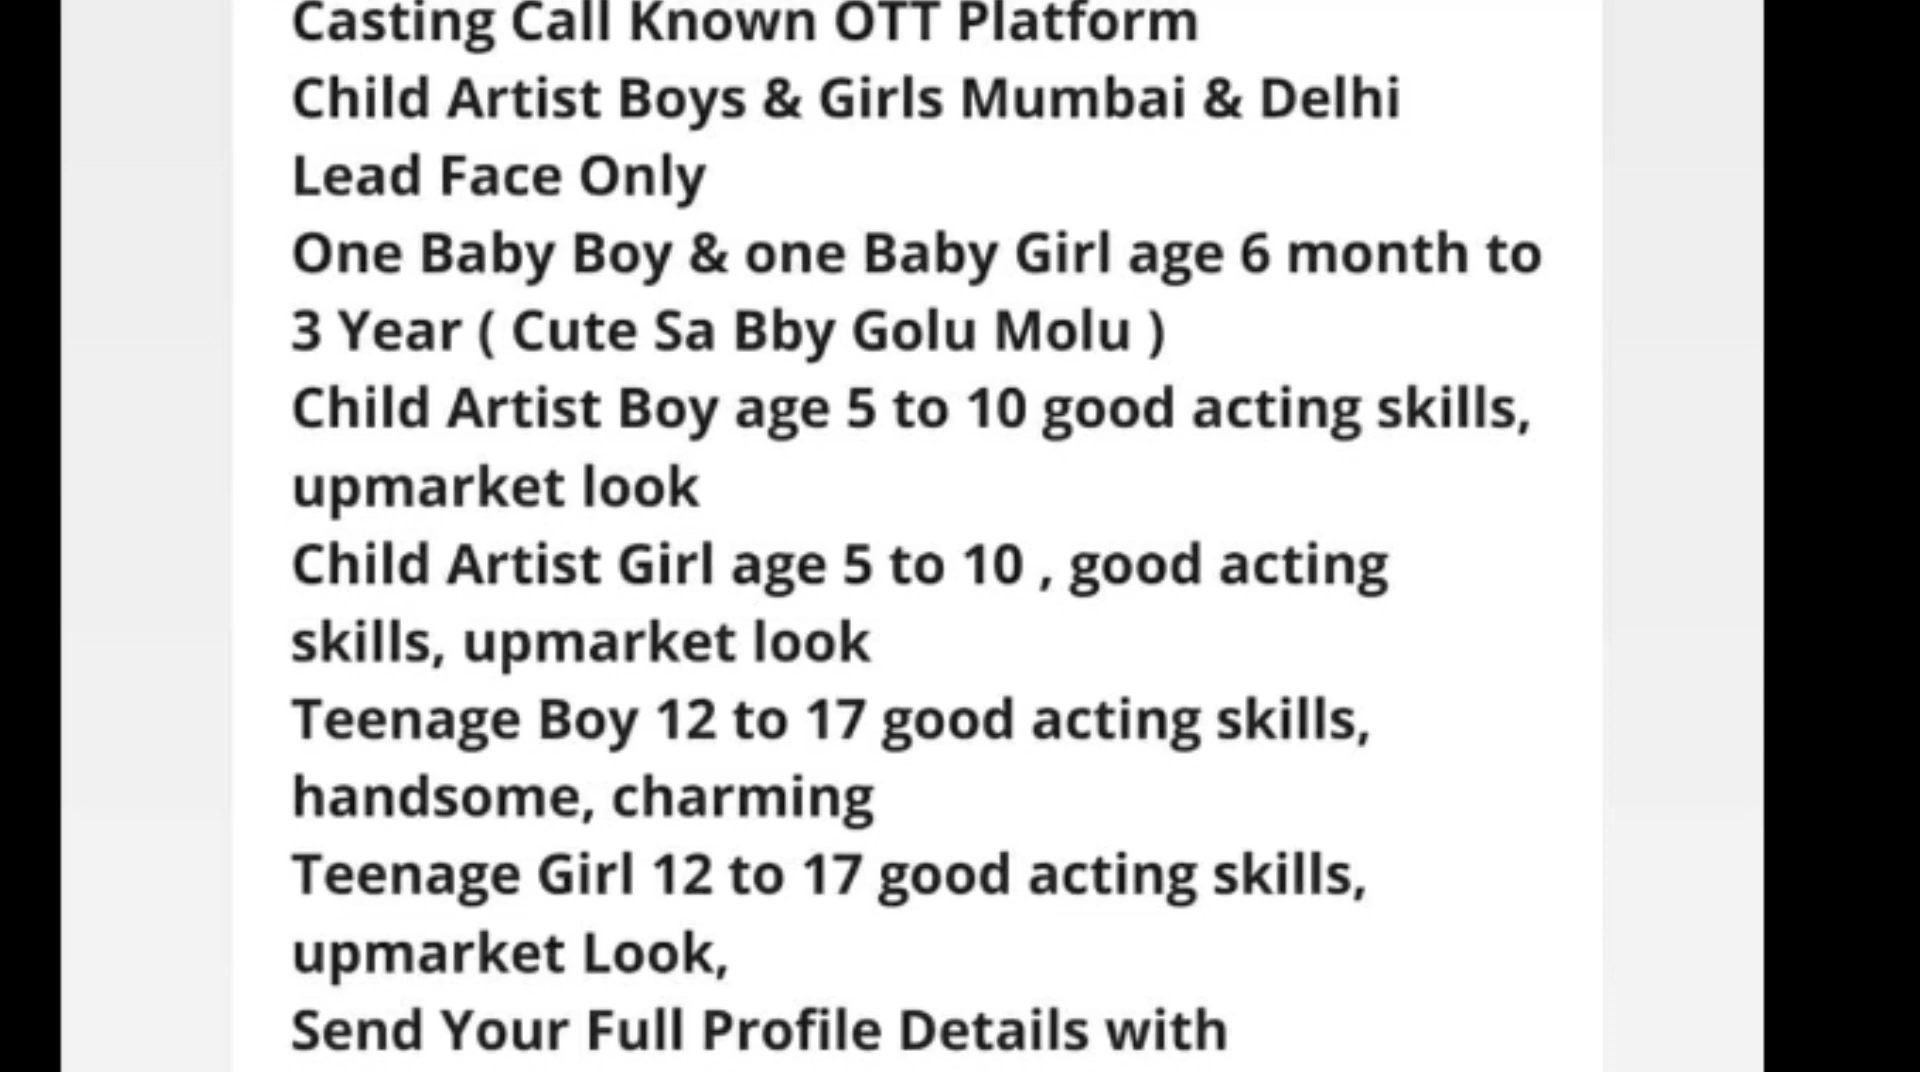 Casting Call Known OTT Platform
Child Artist Boys & Girls Mumbai & Delhi
Lead Face Only
One Baby Boy & one Baby Girl age 6 month to
3 Year ( Cute Sa Bby Golu Molu )
Child Artist Boy age 5 to 10 good acting skills,
upmarket look
Child Artist Girl age 5 to 10 , good acting
skills, upmarket look
Teenage Boy 12 to 17 good acting skills,
handsome, charming
Teenage Girl 12 to 17 good acting skills,
upmarket Look,
Send Your Full Profile Details with